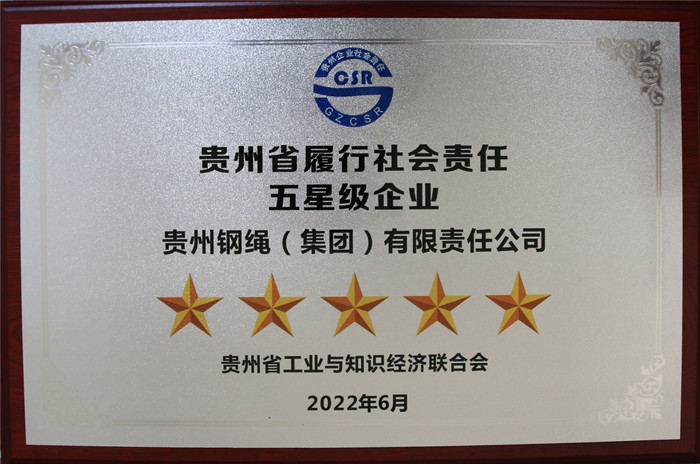 贵州企业社会责任
CSR
GZCSR
贵州省履行社会责任
五星级企业
贵州钢绳（集团）有限责任公司
贵州省工业与知识经济联合会
2022年6月